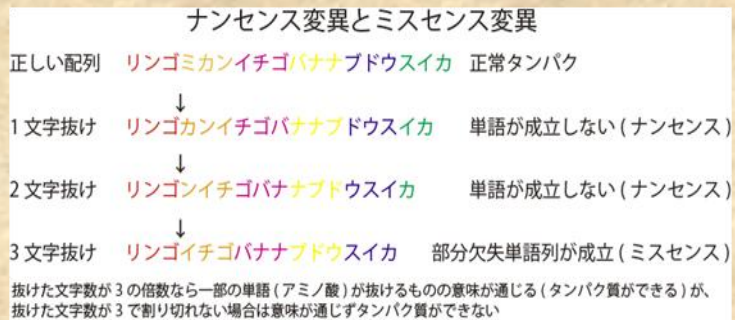 ナンセンス変異とミスセンス変異
正しい配列 リンゴミカンイチゴバナナブドウスイカ 正常タンパク
↓
1文字抜け リンゴカンイチゴバナナブドウスイカ 単語が成立しない(ナンセンス)
↓
2文字抜け リンゴンイチゴバナナブドウスイカ 単語が成立しない(ナンセンス)
↓
3文字抜け リンゴイチゴバナナブドウスイカ 部分欠失単語列が成立(ミスセンス)
抜けた文字数が3の倍数なら一部の単語(アミノ酸)が抜けるものの意味が通じる(タンパク質ができる)が、
抜けた文字数が3で割り切れない場合は意味が通じずタンパク質ができない